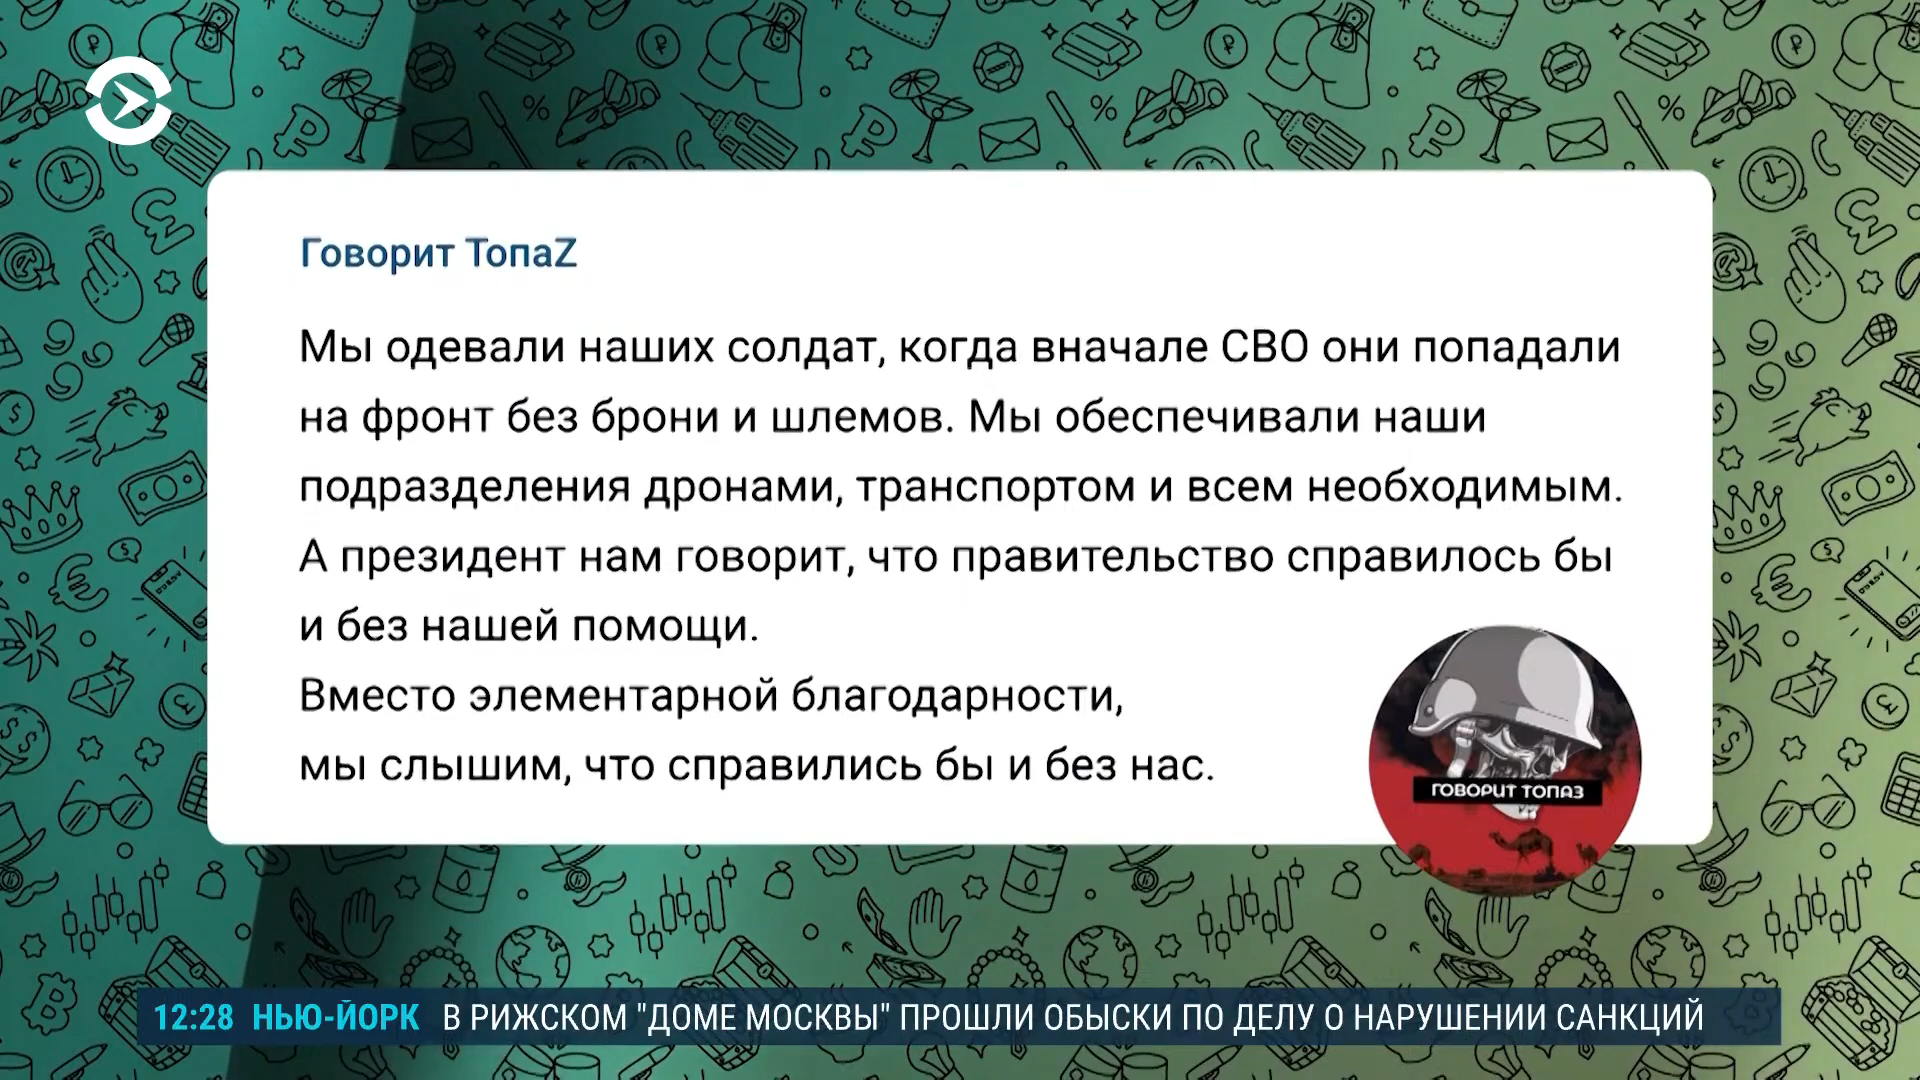 Говорит ТопаZ
Мы одевали наших солдат, когда вначале СВО они попадали
на фронт без брони и шлемов. Мы обеспечивали наши
подразделения дронами, транспортом и всем необходимым.
А президент нам говорит, что правительство справилось бы
и без нашей помощи.
Вместо элементарной благодарности,
мы слышим, что справились бы и без нас.
ГОВОРИТ ТОПАЗ
12:28 НЬЮ-ЙОРК В РИЖСКОМ "ДОМЕ МОСКВЫ" ПРОШЛИ ОБЫСКИ ПО ДЕЛУ О НАРУШЕНИИ САНКЦИЙ